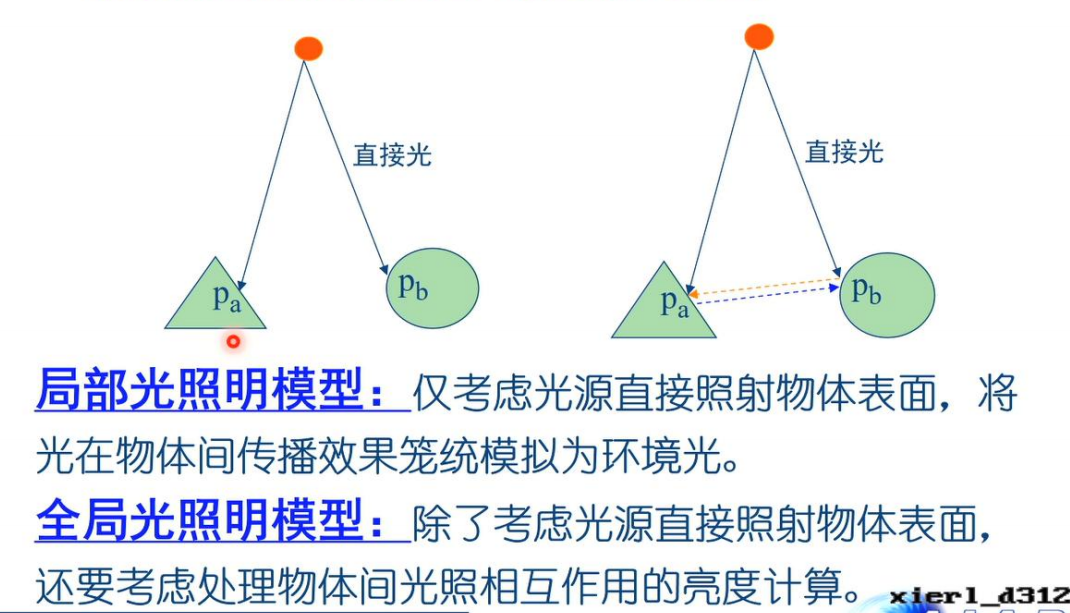 直接光
直接光
pa
pb
pa
pb
局部光照明模型：仅考虑光源直接照射物体表面，将
光在物体间传播效果笼统模拟为环境光。
全局光照明模型：除了考虑光源直接照射物体表面，
还要考虑处理物体间光照相互作用的亮度计算。
xierl_d312